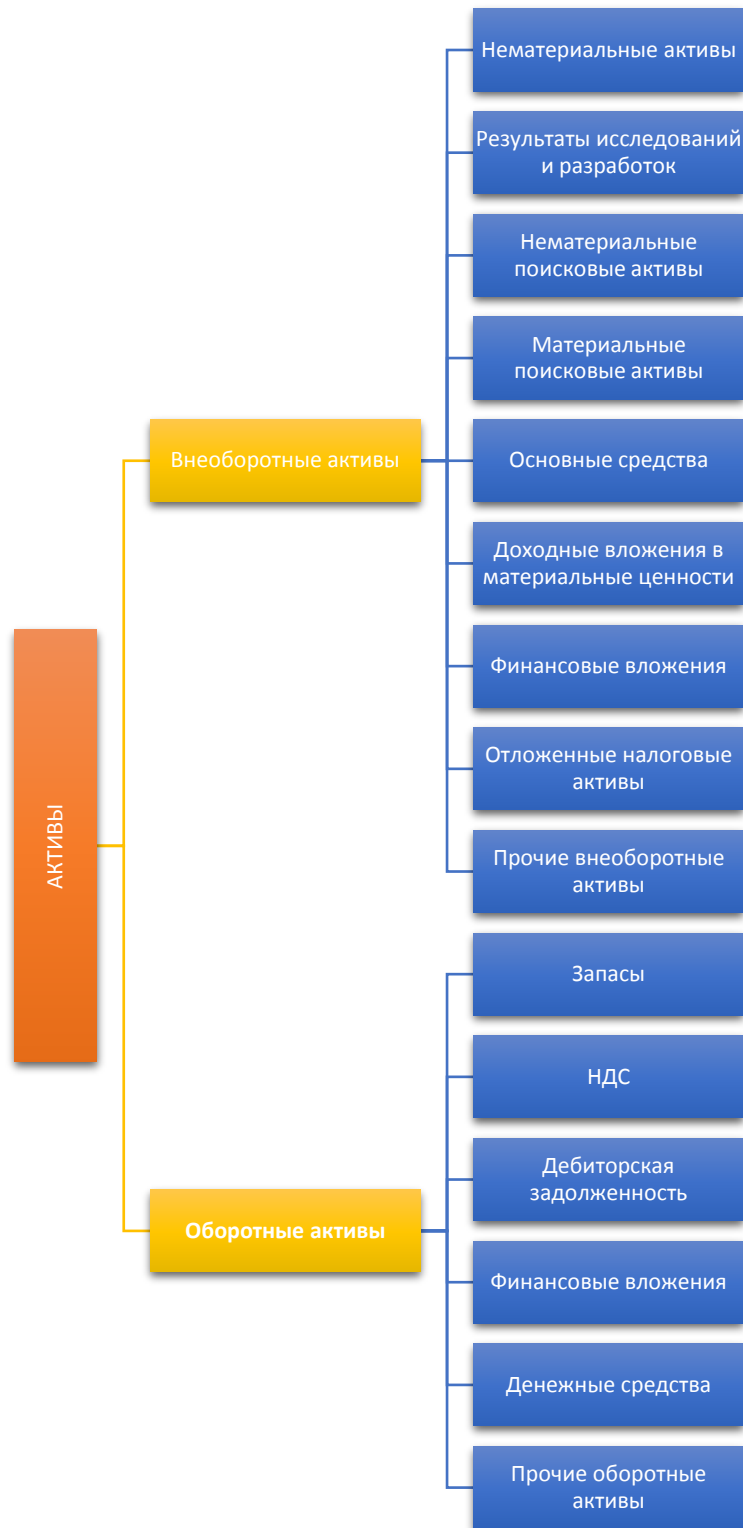 АКТИВЫ
Внеоборотные активы
Нематериальные активы
Результаты исследований
и разработок
Нематериальные
поисковые активы
Материальные
поисковые активы
Основные средства
Доходные вложения в
материальные ценности
Финансовые вложения
Отложенные налоговые
активы
Прочие внеоборотные
активы
Оборотные активы
Запасы
НДС
Дебиторская
задолженность
Финансовые вложения
Денежные средства
Прочие оборотные
активы